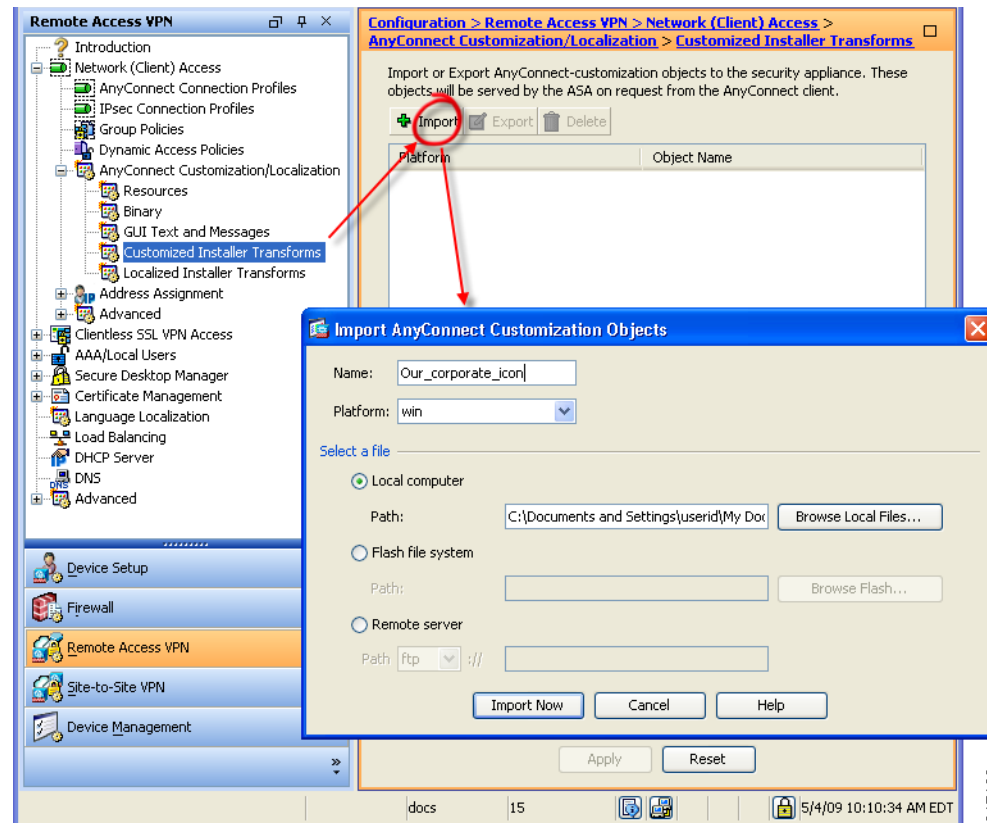 Remote Access VPN
Introduction
Network (Client) Access
AnyConnect Connection Profiles
IPsec Connection Profiles
Group Policies
Dynamic Access Policies
AnyConnect Customization/Localization
Resources
Binary
GUI Text and Messages
Customized Installer Transforms
Localized Installer Transforms
Address Assignment
Advanced
Clientless SSL VPN Access
AAA/Local Users
Secure Desktop Manager
Certificate Management
Language Localization
Load Balancing
DHCP Server
DNS
Advanced
Device Setup
Firewall
Remote Access VPN
Site-to-Site VPN
Device Management
Configuration > Remote Access VPN > Network (Client) Access >
AnyConnect Customization/Localization > Customized Installer Transforms
Import or Export AnyConnect-customization objects to the security appliance. These
objects will be served by the ASA on request from the AnyConnect client.
Import Export Delete
Platform Object Name
Import AnyConnect Customization Objects
Name: Our_corporate_icon
Platform: win
Select a file
Local computer
Path: C:\Documents and Settings\userid\My Doc Browse Local Files...
Flash file system
Path: Browse Flash...
Remote server
Path ftp ://
Import Now Cancel Help
Apply Reset
docs 15 5/4/09 10:10:34 AM EDT